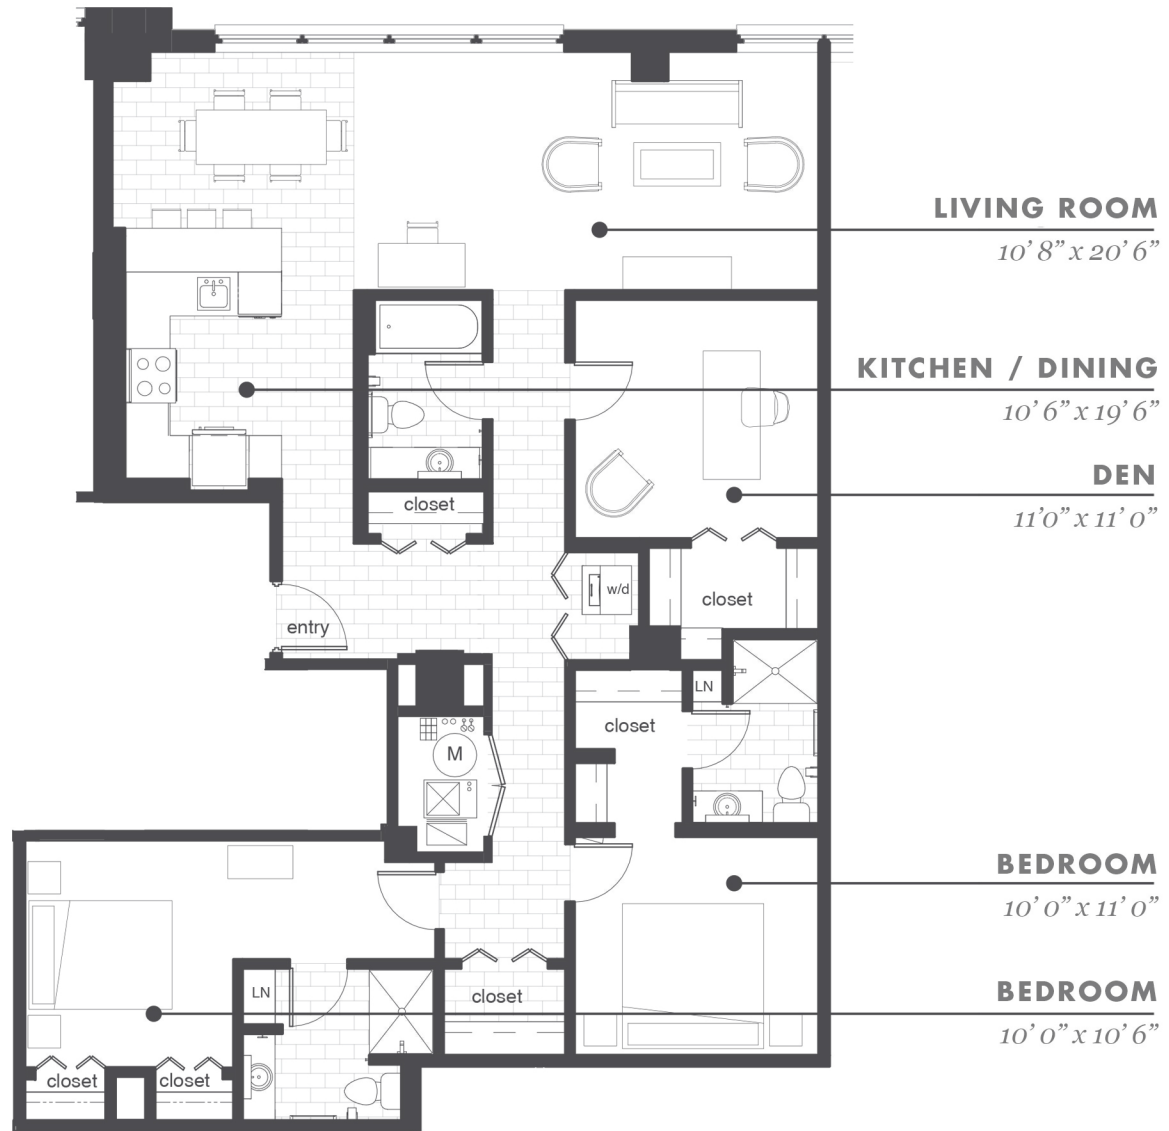 LIVING ROOM
10’ 8” x 20’ 6”
KITCHEN / DINING
10’ 6” x 19’ 6”
DEN
11’0” x 11’ 0”
closet
w/d
closet
entry
LN
closet
M
BEDROOM
10’ 0” x 11’ 0”
LN
closet
BEDROOM
10’ 0” x 10’ 6”
closet
closet